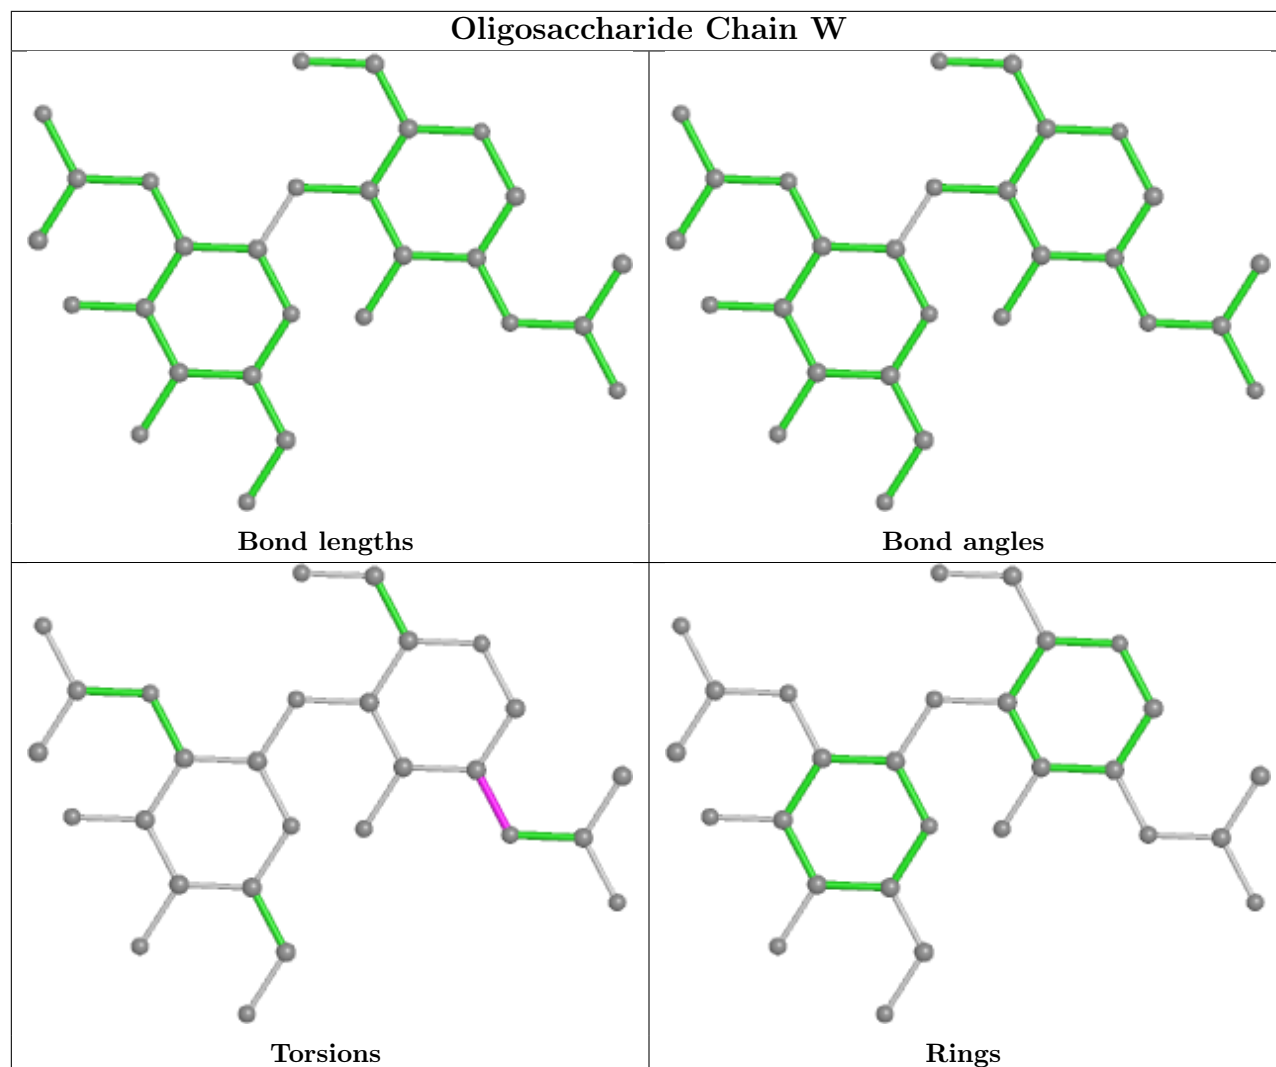 Oligosaccharide Chain W
Bond lengths
Bond angles
Torsions
Rings